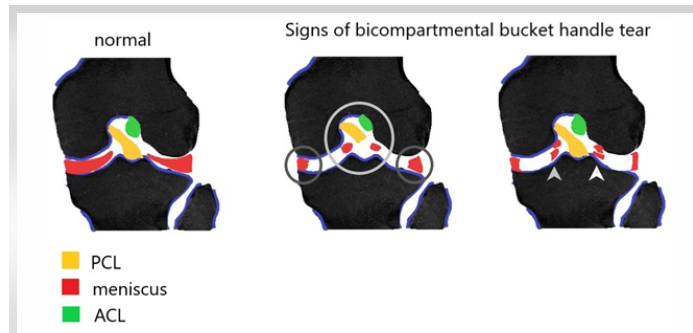 normal
Signs of bicompartmental bucket handle tear
PCL
meniscus
ACL